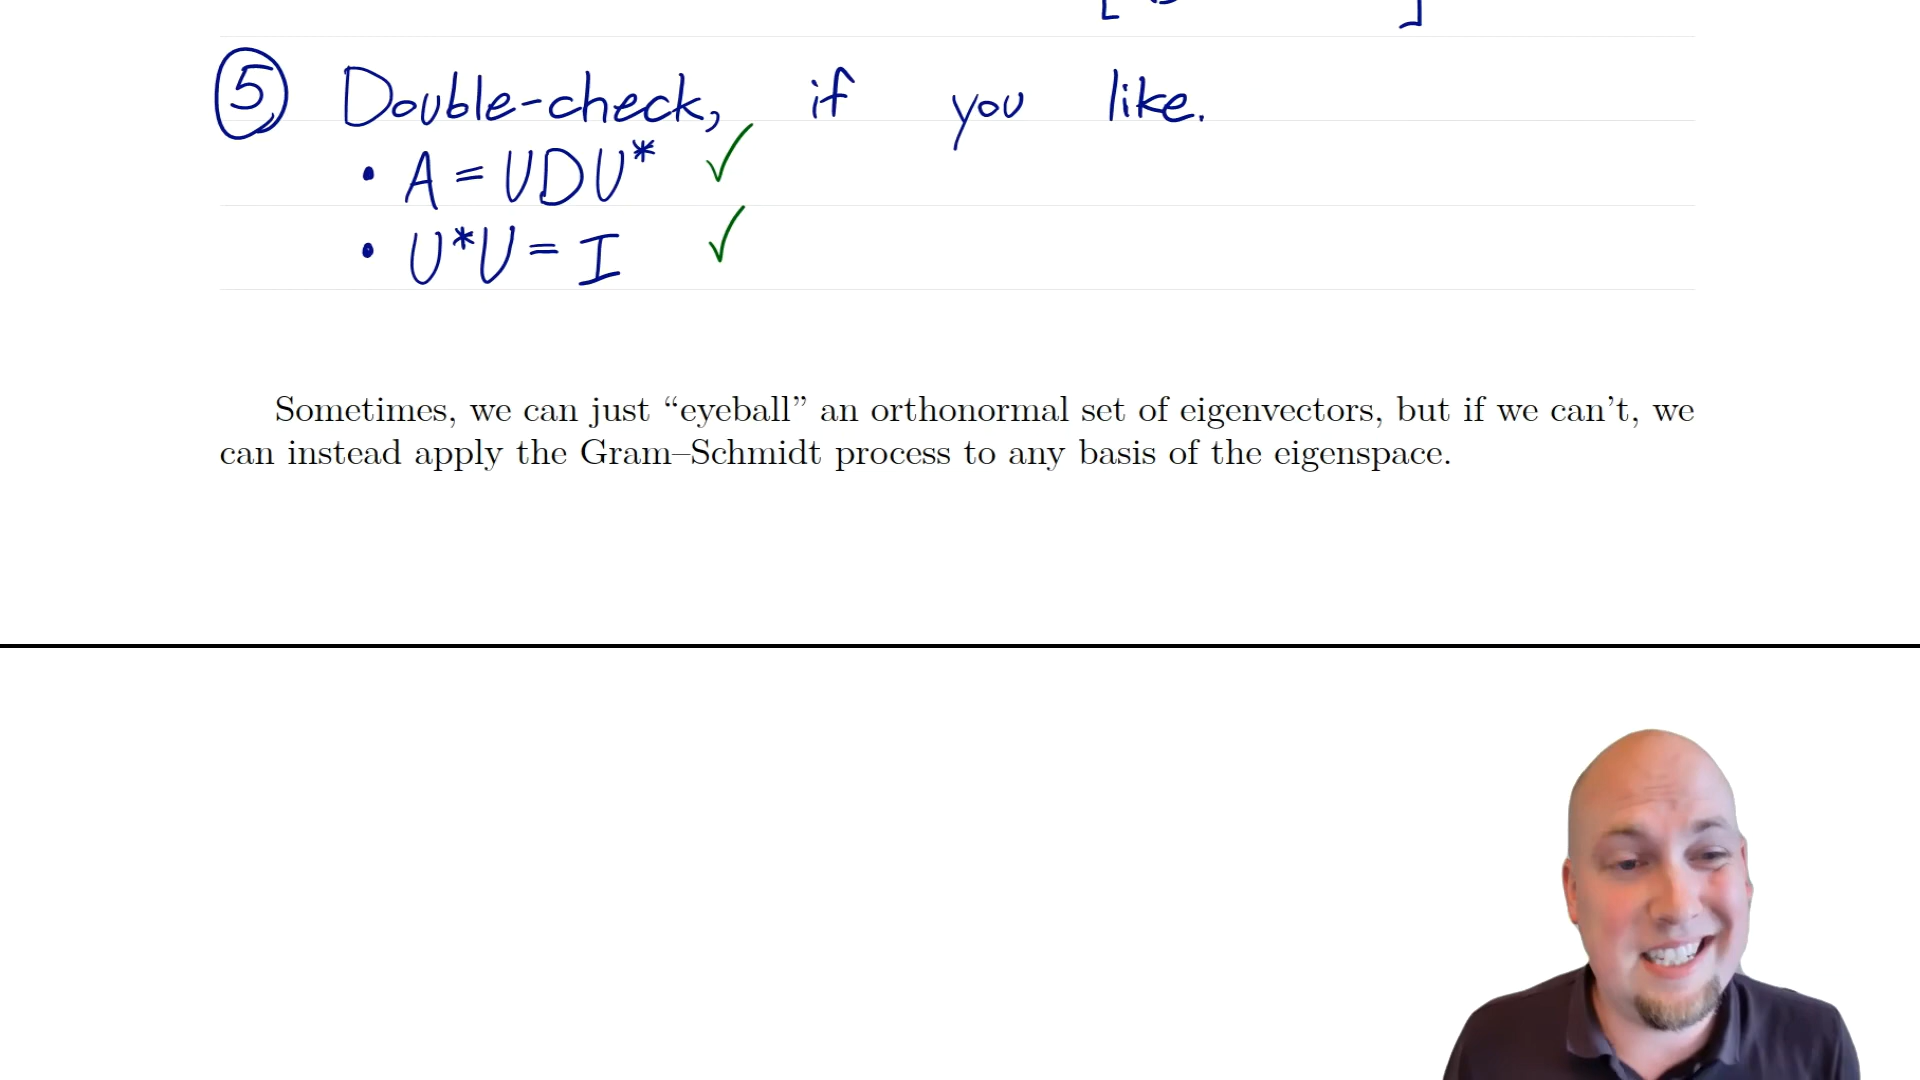 ⑤ Double-check, if you like.
• A = UDU* ✓
• U*U = I ✓
Sometimes, we can just “eyeball” an orthonormal set of eigenvectors, but if we can’t, we
can instead apply the Gram–Schmidt process to any basis of the eigenspace.